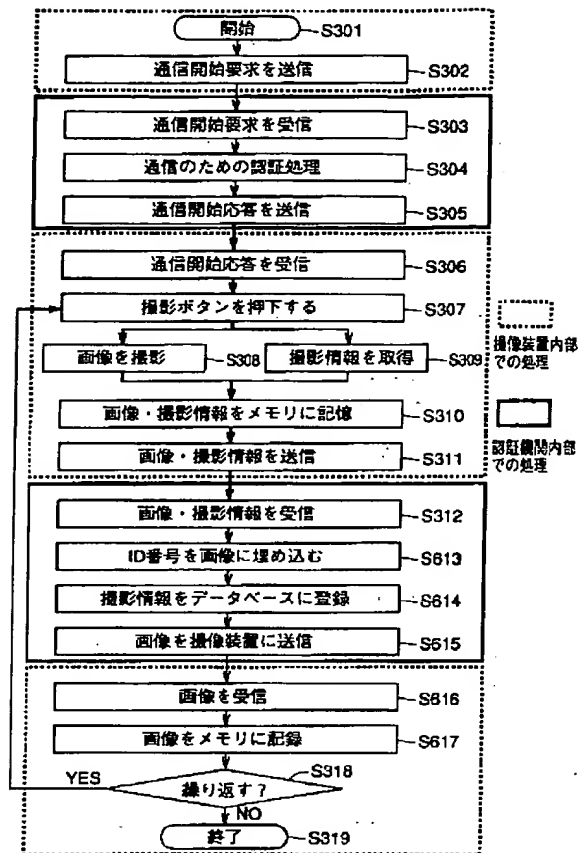 開始 S301
通信開始要求を送信 S302
通信開始要求を受信 S303
通信のための認証処理 S304
通信開始応答を送信 S305
通信開始応答を受信 S306
撮影ボタンを押下する S307
画像を撮影 S308 撮影情報を取得 S309
画像・撮影情報をメモリに記憶 S310
画像・撮影情報を送信 S311
画像・撮影情報を受信 S312
ID番号を画像に埋め込む S613
撮影情報をデータベースに登録 S614
画像を撮像装置に送信 S615
画像を受信 S616
画像をメモリに記録 S617
YES 繰り返す? S318
NO
終了 S319
撮像装置内部
での処理
認証機関内部
での処理